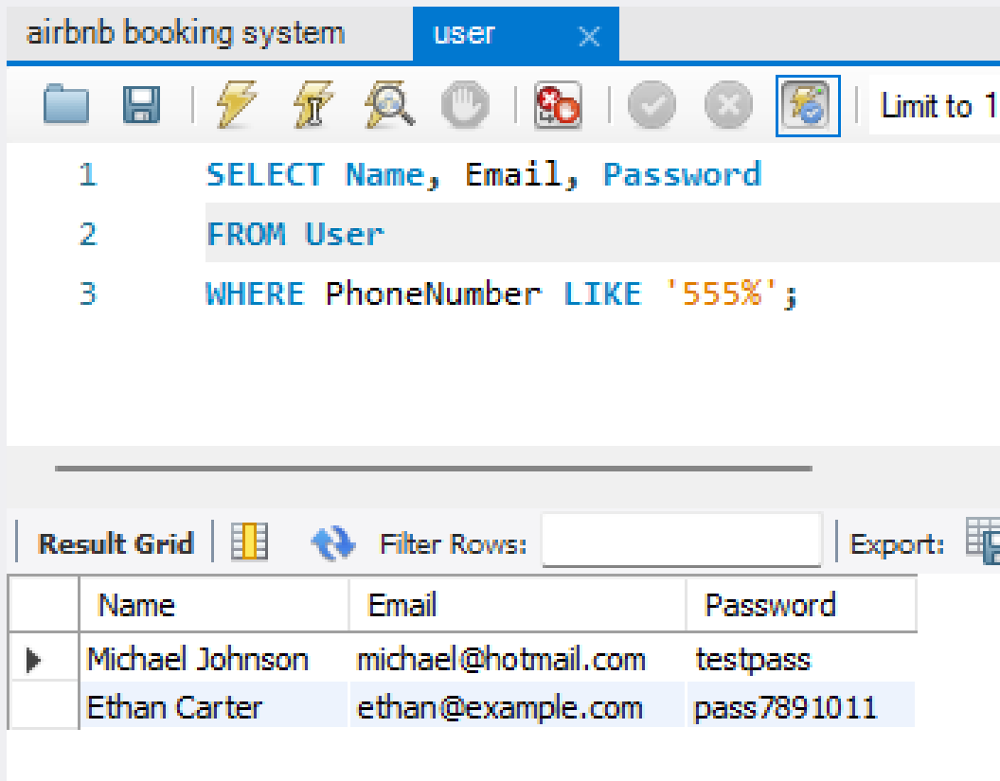 airbnb booking system user
Limit to 1
1 SELECT Name, Email, Password
2 FROM User
3 WHERE PhoneNumber LIKE '555%';
Result Grid Filter Rows: Export:
Name Email Password
Michael Johnson michael@hotmail.com testpass
Ethan Carter ethan@example.com pass7891011